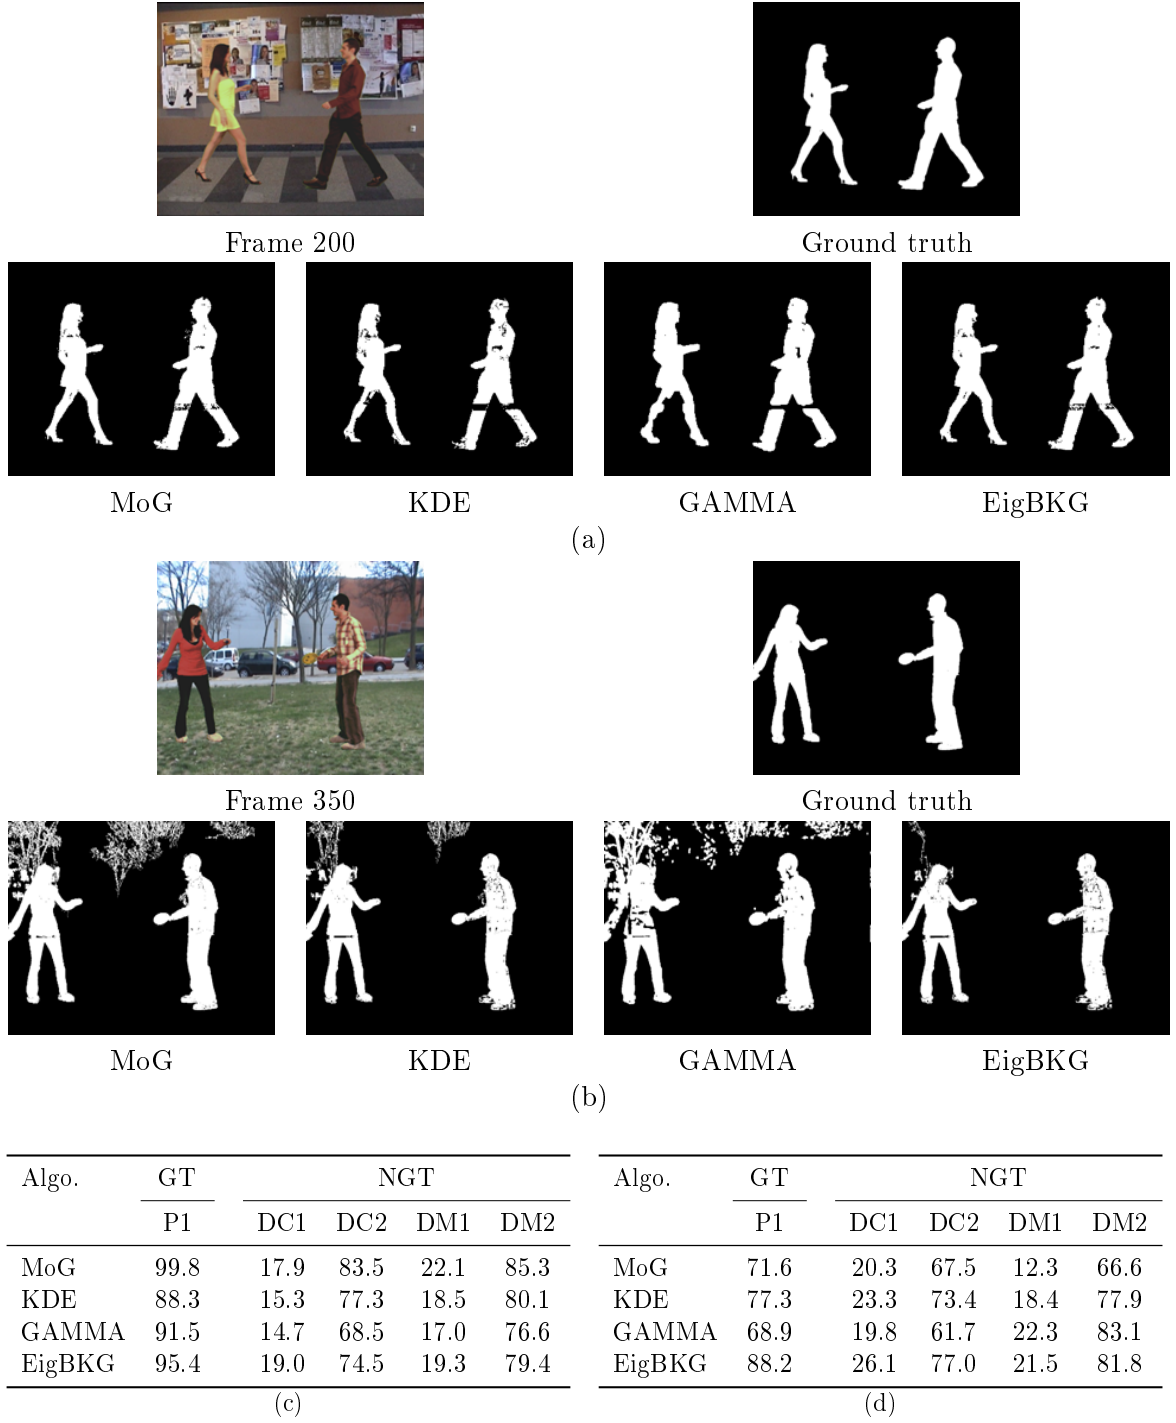 Frame 200
Ground truth
MoG KDE GAMMA EigBKG
(a)
Frame 350
Ground truth
MoG KDE GAMMA EigBKG
(b)
Algo. GT NGT
P1 DC1 DC2 DM1 DM2
MoG 99.8 17.9 83.5 22.1 85.3
KDE 88.3 15.3 77.3 18.5 80.1
GAMMA 91.5 14.7 68.5 17.0 76.6
EigBKG 95.4 19.0 74.5 19.3 79.4
(c)
Algo. GT NGT
P1 DC1 DC2 DM1 DM2
MoG 71.6 20.3 67.5 12.3 66.6
KDE 77.3 23.3 73.4 18.4 77.9
GAMMA 68.9 19.8 61.7 22.3 83.1
EigBKG 88.2 26.1 77.0 21.5 81.8
(d)